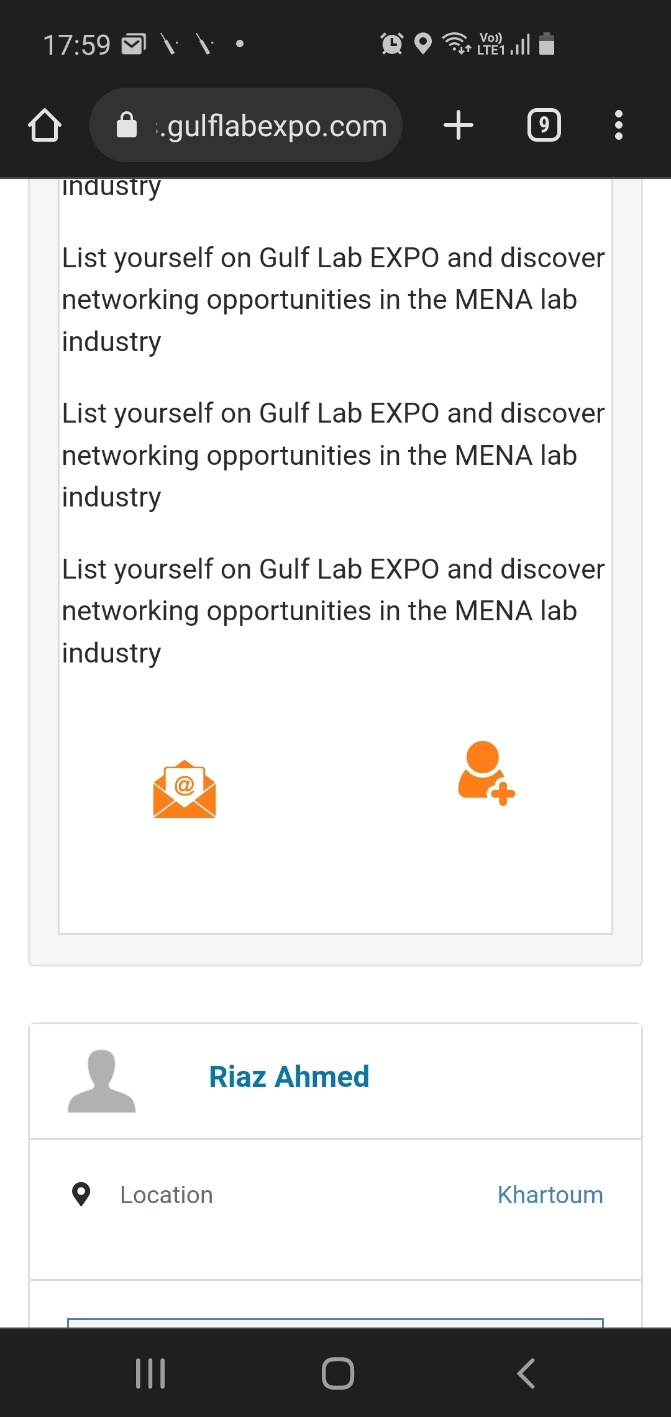 17:59
Vo))
LTE1
.gulflabexpo.com
9
industry
List yourself on Gulf Lab EXPO and discover
networking opportunities in the MENA lab
industry
List yourself on Gulf Lab EXPO and discover
networking opportunities in the MENA lab
industry
List yourself on Gulf Lab EXPO and discover
networking opportunities in the MENA lab
industry
@
Riaz Ahmed
Location
Khartoum